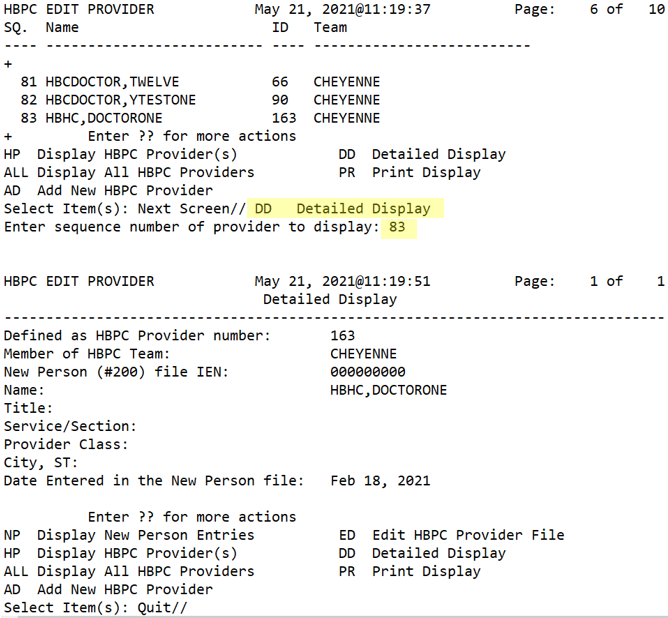 HBPC EDIT PROVIDER            May 21, 2021@11:19:37          Page:    6 of   10
SQ.  Name                       ID   Team
---- -------------------------- ---- --------------------------
+
  81 HBCDOCTOR,TWELVE           66   CHEYENNE
  82 HBCDOCTOR,YTESTONE         90   CHEYENNE
  83 HBHC,DOCTORONE             163  CHEYENNE
+         Enter ?? for more actions
HP  Display HBPC Provider(s)            DD  Detailed Display
ALL Display All HBPC Providers          PR  Print Display
AD  Add New HBPC Provider
Select Item(s): Next Screen// DD   Detailed Display
Enter sequence number of provider to display: 83
HBPC EDIT PROVIDER            May 21, 2021@11:19:51          Page:    1 of    1
                               Detailed Display
-------------------------------------------------------------------------------
Defined as HBPC Provider number:       163
Member of HBPC Team:                   CHEYENNE
New Person (#200) file IEN:            000000000
Name:                                  HBHC,DOCTORONE
Title:
Service/Section:
Provider Class:
City, ST:
Date Entered in the New Person file:   Feb 18, 2021
          Enter ?? for more actions
NP  Display New Person Entries          ED  Edit HBPC Provider File
HP  Display HBPC Provider(s)            DD  Detailed Display
ALL Display All HBPC Providers          PR  Print Display
AD  Add New HBPC Provider
Select Item(s): Quit//